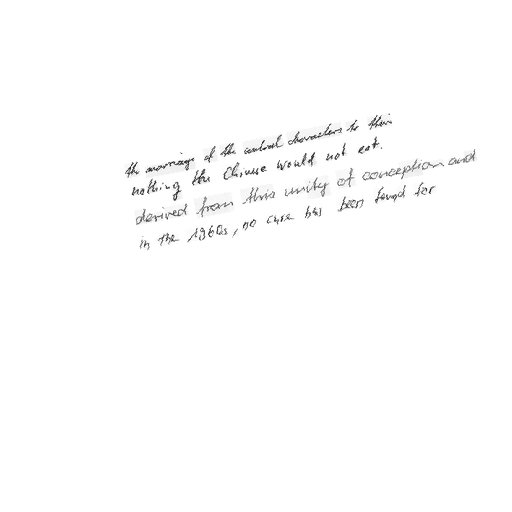 the marriage of the central characters to their
nothing the Chinese would not eat.
derived from this unity of conception and
in the 1960s, no cure has been found for